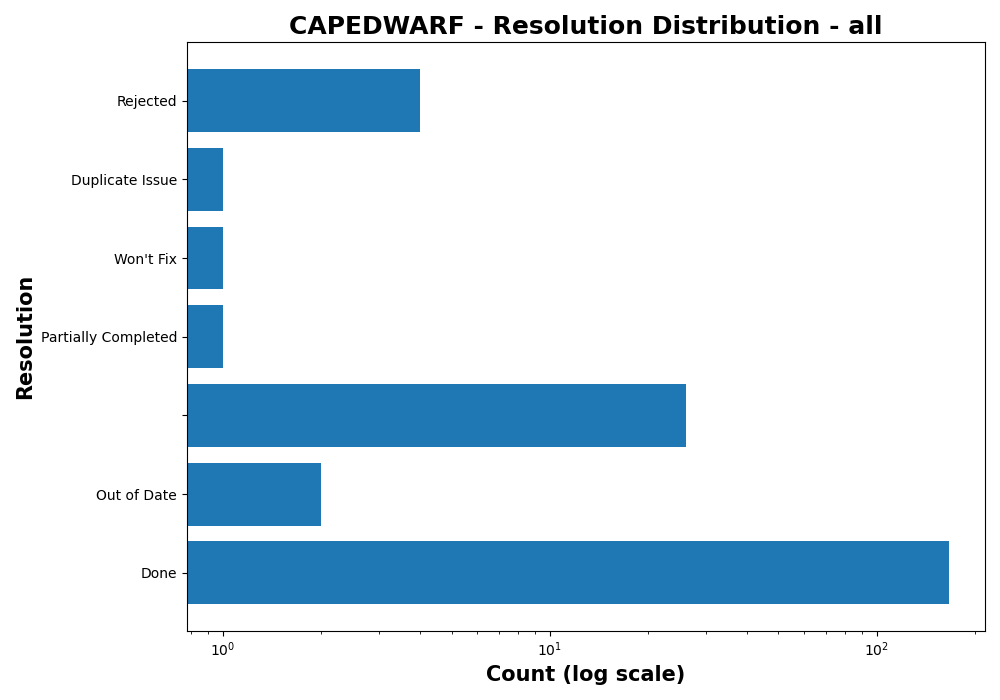 CAPEDWARF - Resolution Distribution - all
Rejected
Duplicate Issue
Won't Fix
Partially Completed
Out of Date
Done
Resolution
10⁰ 10¹ 10²
Count (log scale)